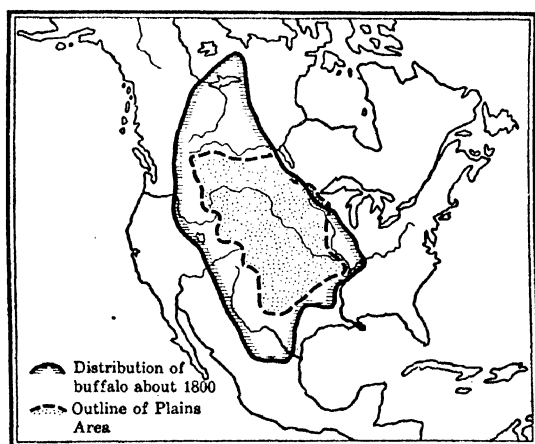 Distribution of
buffalo about 1800
Outline of Plains
Area